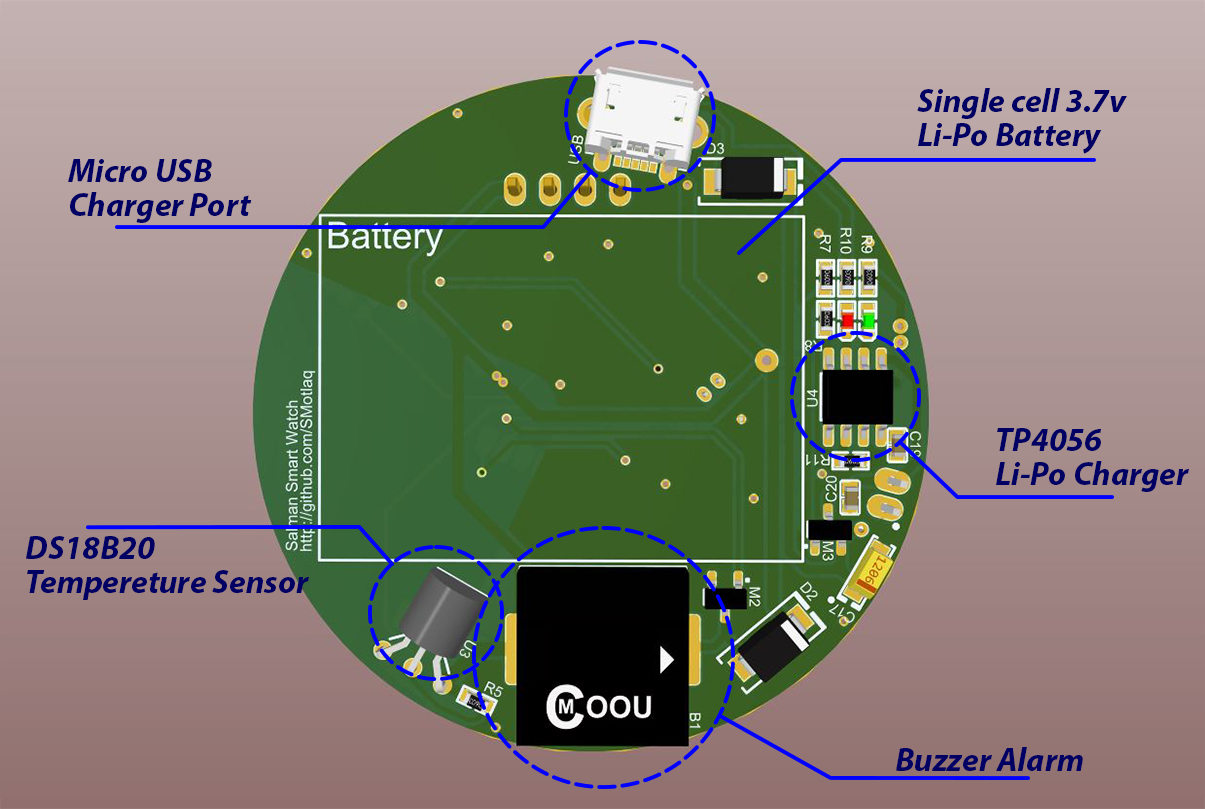 Single cell 3.7v
Li-Po Battery
Micro USB
Charger Port
USB
D3
Battery
R7
R10
R9
U4
TP4056
Li-Po Charger
R11
C20
M3
Salman Smart Watch
http://github.com/SMotlaq
DS18B20
Tempereture Sensor
U3
R5
M2
D2
1206
C17
CMOOU
B1
Buzzer Alarm